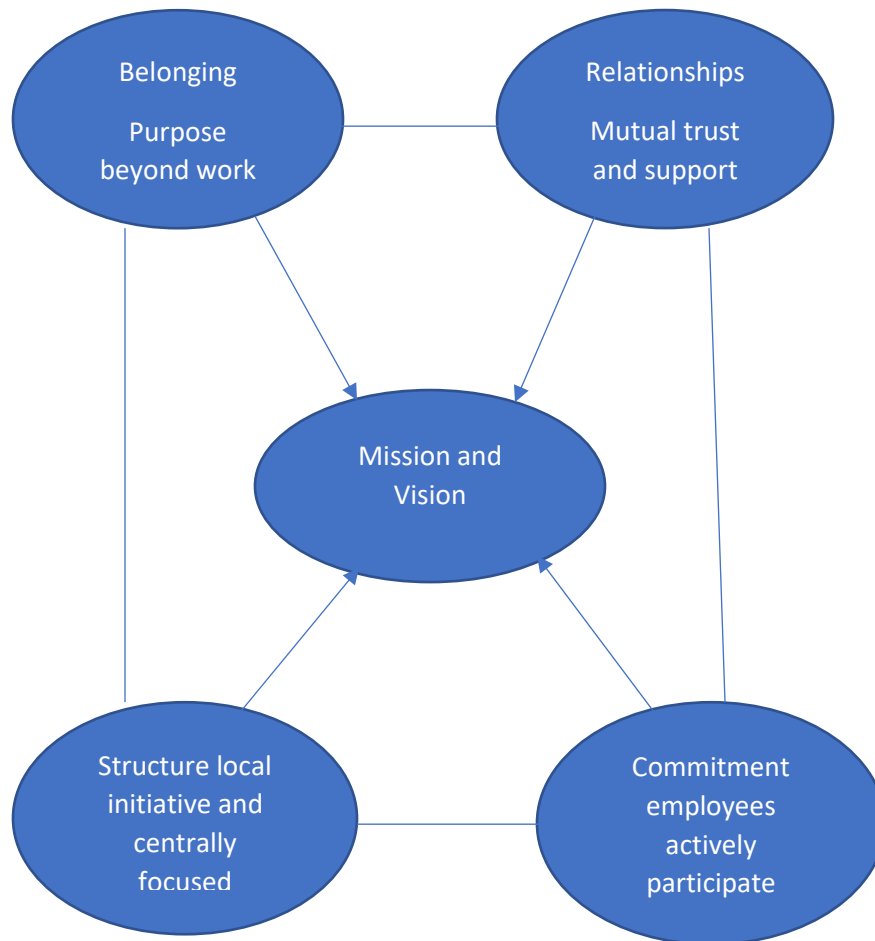 Belonging
Purpose
beyond work
Relationships
Mutual trust
and support
Mission and
Vision
Structure local
initiative and
centrally
focused
Commitment
employees
actively
participate